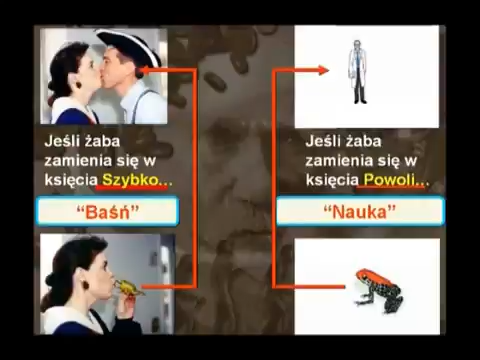 Jeśli żaba
zamienia się w
księcia Szybko...
“Baśń”
Jeśli żaba
zamienia się w
księcia Powoli...
“Nauka”